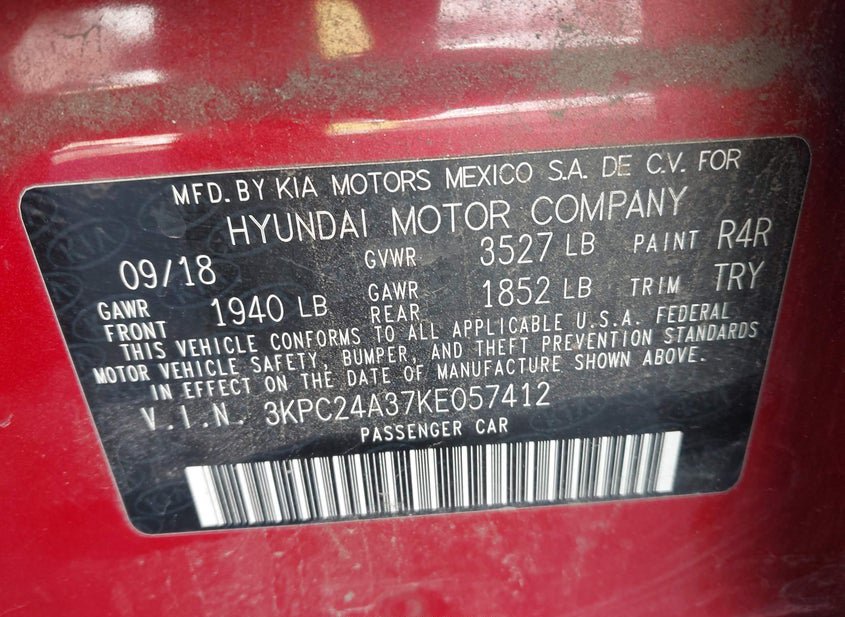 MFD. BY KIA MOTORS MEXICO S.A. DE C.V. FOR
HYUNDAI MOTOR COMPANY
09/18 GVWR 3527 LB PAINT R4R
GAWR FRONT 1940 LB GAWR REAR 1852 LB TRIM TRY
THIS VEHICLE CONFORMS TO ALL APPLICABLE U.S.A. FEDERAL
MOTOR VEHICLE SAFETY, BUMPER, AND THEFT PREVENTION STANDARDS
IN EFFECT ON THE DATE OF MANUFACTURE SHOWN ABOVE.
V.I.N. 3KPC24A37KE057412
PASSENGER CAR